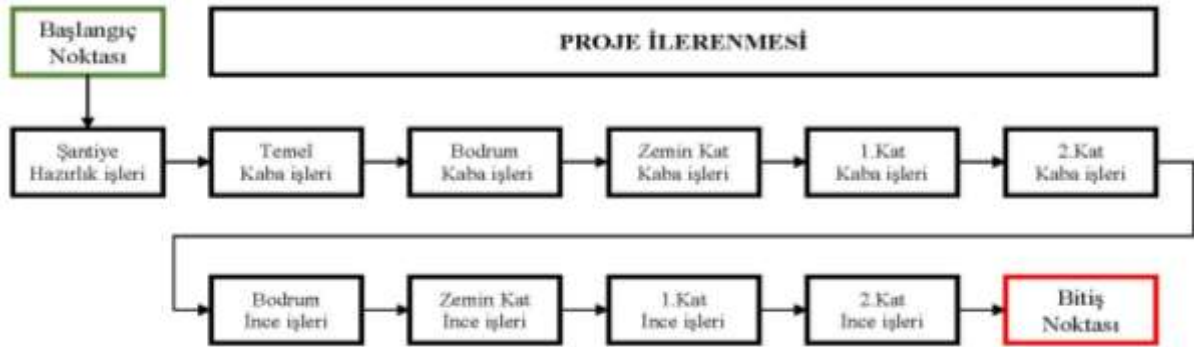 Başlangıç
Noktası
PROJE İLERENMESİ
Şantiye
Hazırlık işleri
Temel
Kaba işleri
Bodrum
Kaba işleri
Zemin Kat
Kaba işleri
1.Kat
Kaba işleri
2.Kat
Kaba işleri
Bodrum
İnce işleri
Zemin Kat
İnce işleri
1.Kat
İnce işleri
2.Kat
İnce işleri
Bitiş
Noktası